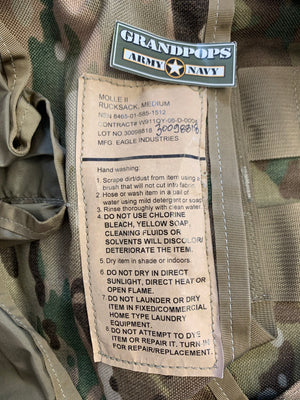 GRANDPOPS
ARMY NAVY
MOLLE II
RUCKSACK, MEDIUM
NSN 8465-01-585-1512
CONTRACT# W911QY-06-D-0004
LOT NO. 30098818 30098818
MFG. EAGLE INDUSTRIES
Hand washing:
1. Scrape dirt/dust from item using a
brush that will not cut into fabric.
2. Hose or wash item in a pail of
water using mild detergent or soap.
3. Rinse thoroughly with clean water.
4. DO NOT USE CHLORINE
BLEACH, YELLOW SOAP,
CLEANING FLUIDS OR
SOLVENTS WILL DISCOLOR/
DETERIORATE THE ITEM.
5. Dry item in shade or indoors.
6. DO NOT DRY IN DIRECT
SUNLIGHT, DIRECT HEAT OR
OPEN FLAME.
7. DO NOT LAUNDER OR DRY
ITEM IN FIXED/COMMERCIAL
HOME TYPE LAUNDRY
EQUIPMENT.
8. DO NOT ATTEMPT TO DYE
ITEM OR REPAIR IT. TURN-IN
FOR REPAIR/REPLACEMENT.